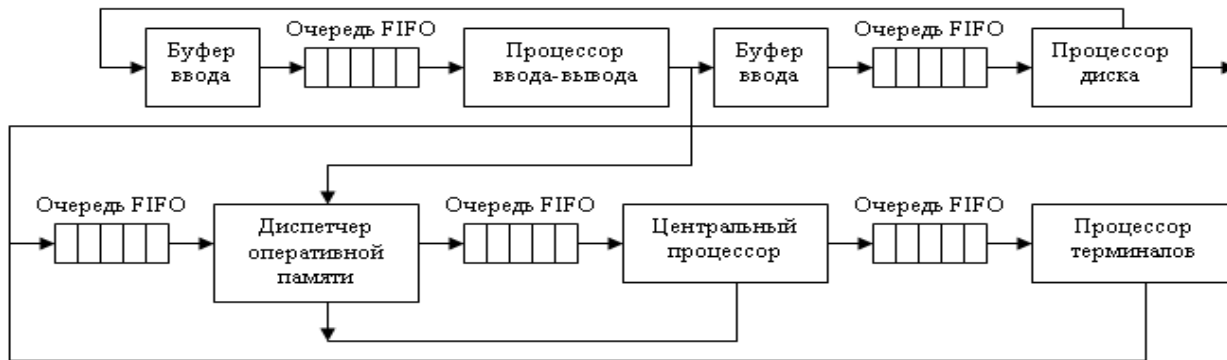 Очередь FIFO
Очередь FIFO
Буфер
ввода
Процессор
ввода-вывода
Буфер
ввода
Процессор
диска
Очередь FIFO
Очередь FIFO
Очередь FIFO
Диспетчер
оперативной
памяти
Центральный
процессор
Процессор
терминалов